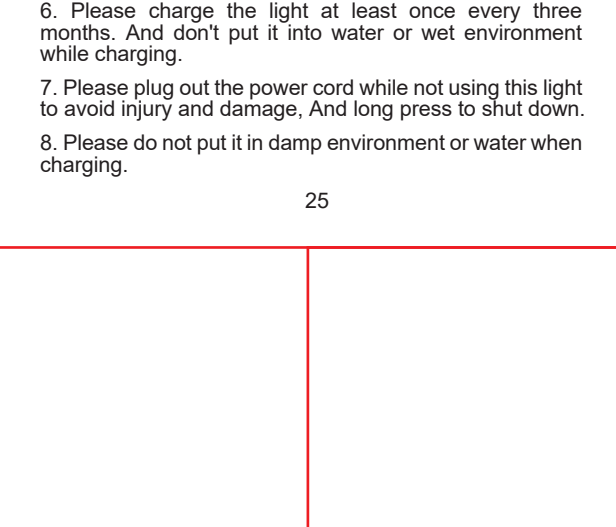 6. Please charge the light at least once every three
months. And don't put it into water or wet environment
while charging.
7. Please plug out the power cord while not using this light
to avoid injury and damage, And long press to shut down.
8. Please do not put it in damp environment or water when
charging.
25